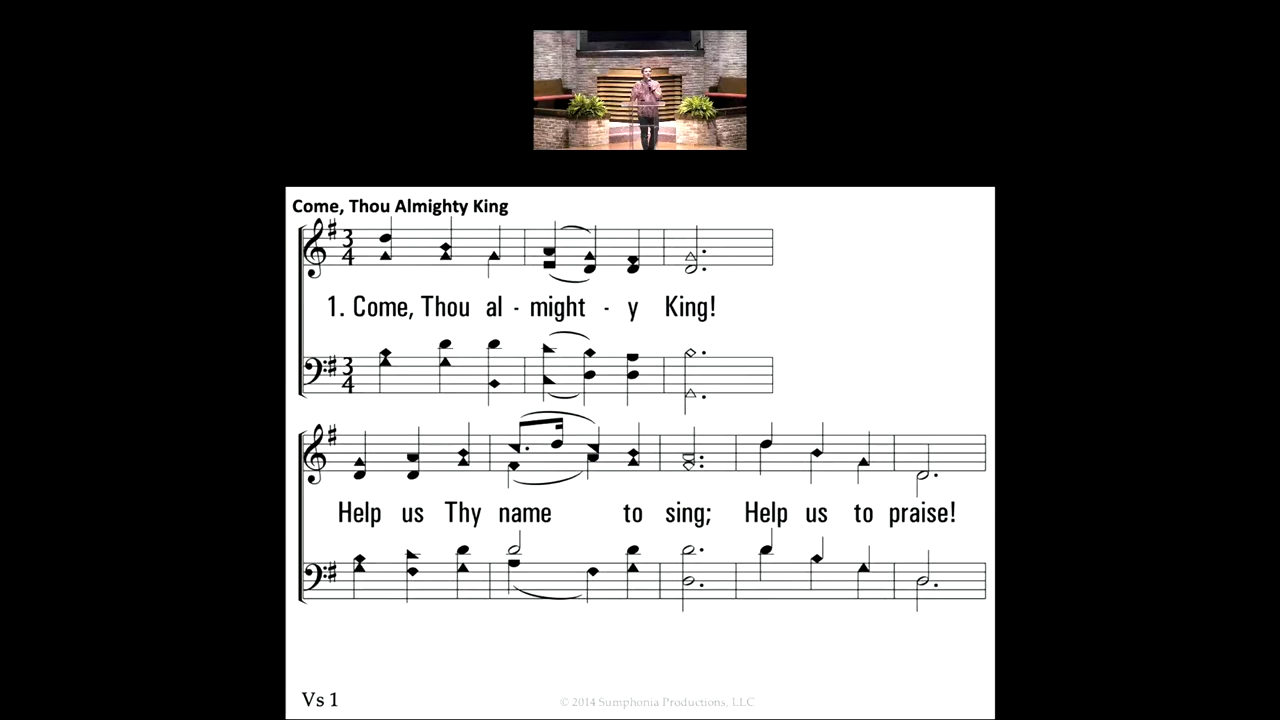 Come, Thou Almighty King
1. Come, Thou al - might - y King!
Help us Thy name to sing; Help us to praise!
Vs 1
© 2014 Sumphonia Productions, LLC